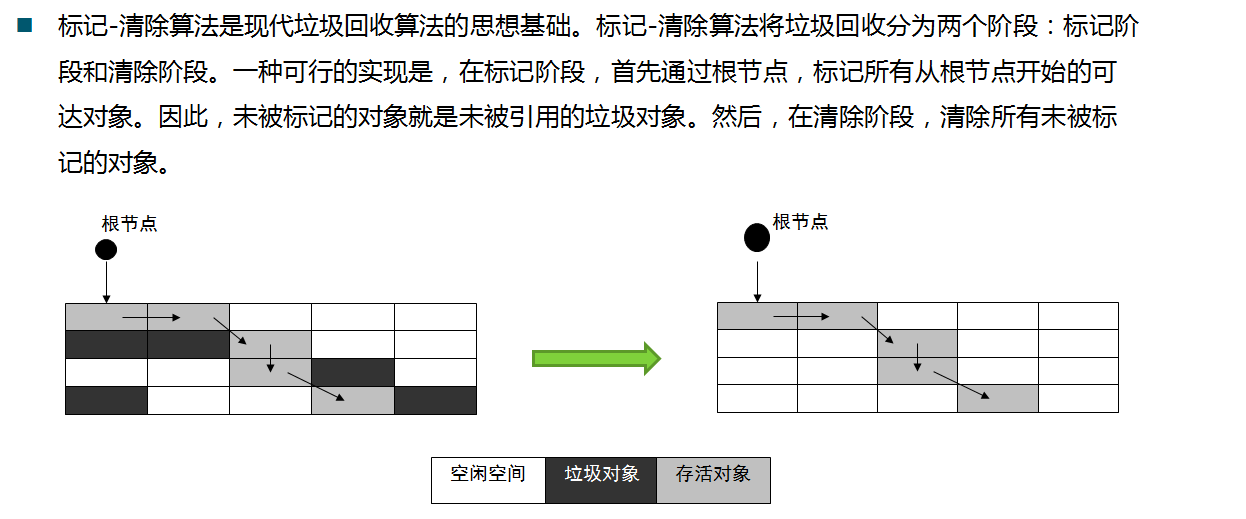 标记-清除算法是现代垃圾回收算法的思想基础。标记-清除算法将垃圾回收分为两个阶段：标记阶
段和清除阶段。一种可行的实现是，在标记阶段，首先通过根节点，标记所有从根节点开始的可
达对象。因此，未被标记的对象就是未被引用的垃圾对象。然后，在清除阶段，清除所有未被标
记的对象。
根节点
根节点
空闲空间
垃圾对象
存活对象